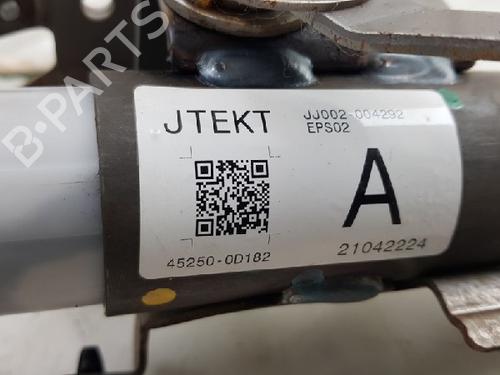 B-PARTS
JTEKT
JJ002-004292
EPS02
A
45250-0D182
21042224